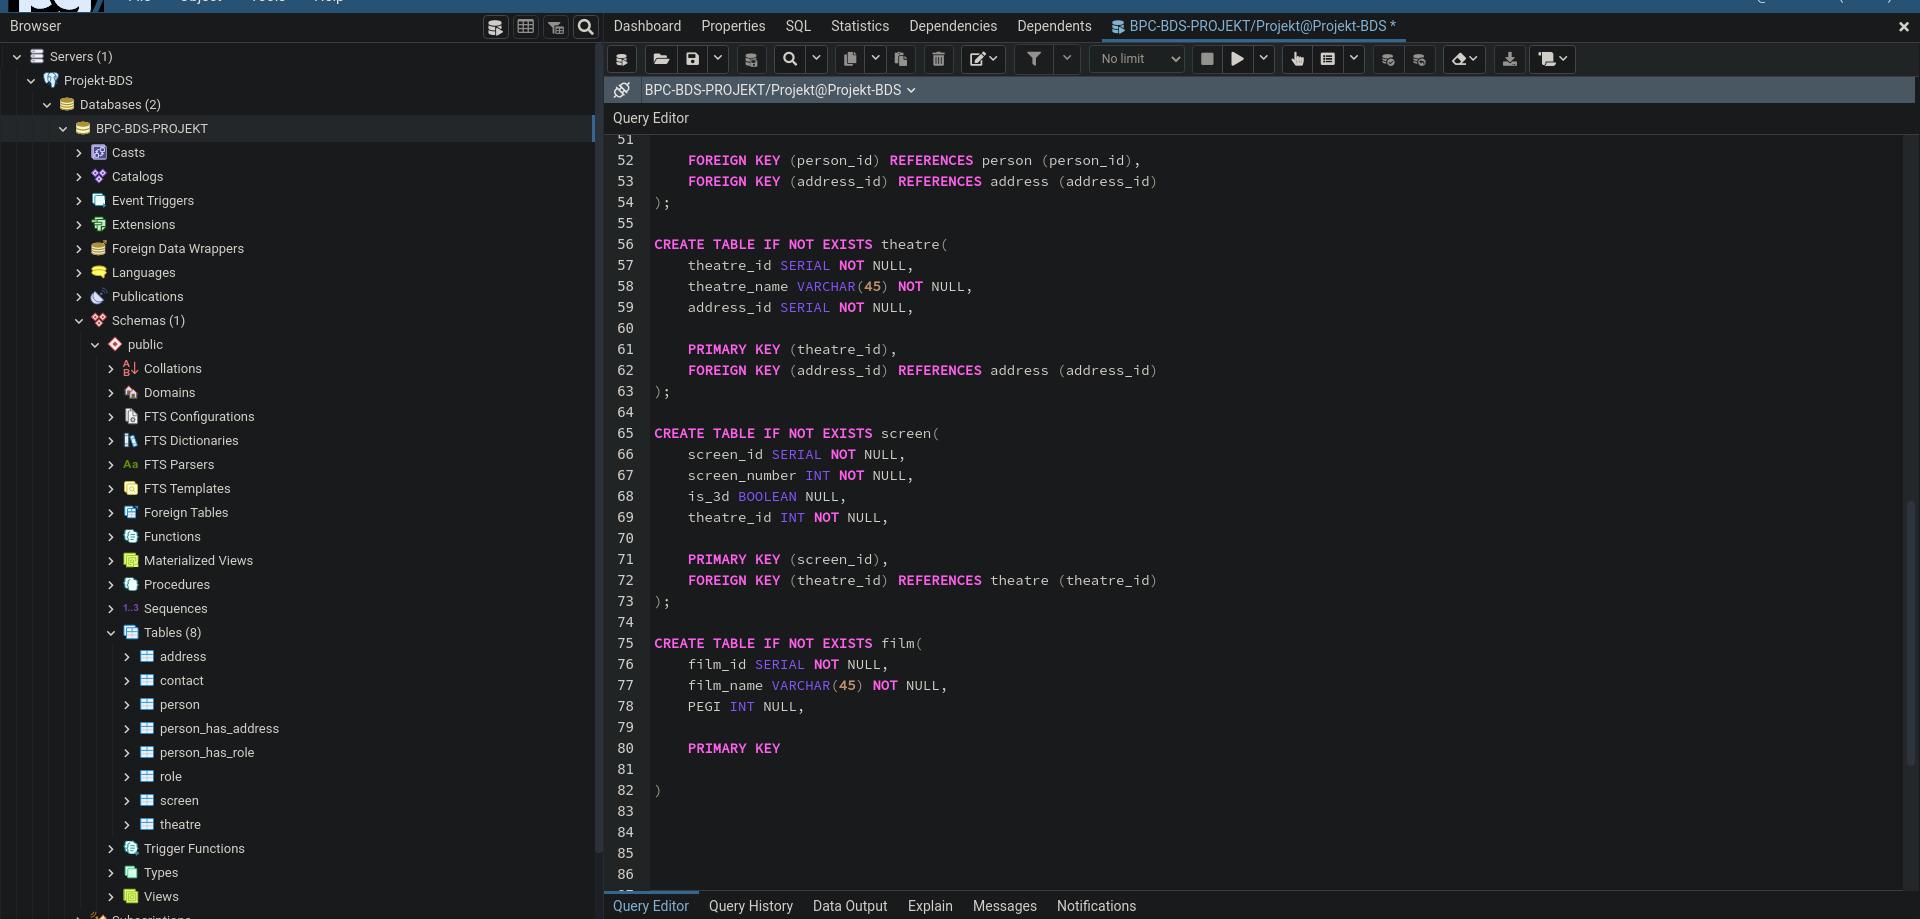 File Object Tools Help
Browser
Dashboard Properties SQL Statistics Dependencies Dependents BPC-BDS-PROJEKT/Projekt@Projekt-BDS *
Servers (1)
Projekt-BDS
Databases (2)
BPC-BDS-PROJEKT
Casts
Catalogs
Event Triggers
Extensions
Foreign Data Wrappers
Languages
Publications
Schemas (1)
public
Collations
Domains
FTS Configurations
FTS Dictionaries
Aa FTS Parsers
FTS Templates
Foreign Tables
Functions
Materialized Views
Procedures
1..3 Sequences
Tables (8)
address
contact
person
person_has_address
person_has_role
role
screen
theatre
Trigger Functions
Types
Views
Subscriptions
No limit
BPC-BDS-PROJEKT/Projekt@Projekt-BDS
Query Editor
51
52 FOREIGN KEY (person_id) REFERENCES person (person_id),
53 FOREIGN KEY (address_id) REFERENCES address (address_id)
54 );
55
56 CREATE TABLE IF NOT EXISTS theatre(
57 theatre_id SERIAL NOT NULL,
58 theatre_name VARCHAR(45) NOT NULL,
59 address_id SERIAL NOT NULL,
60
61 PRIMARY KEY (theatre_id),
62 FOREIGN KEY (address_id) REFERENCES address (address_id)
63 );
64
65 CREATE TABLE IF NOT EXISTS screen(
66 screen_id SERIAL NOT NULL,
67 screen_number INT NOT NULL,
68 is_3d BOOLEAN NULL,
69 theatre_id INT NOT NULL,
70
71 PRIMARY KEY (screen_id),
72 FOREIGN KEY (theatre_id) REFERENCES theatre (theatre_id)
73 );
74
75 CREATE TABLE IF NOT EXISTS film(
76 film_id SERIAL NOT NULL,
77 film_name VARCHAR(45) NOT NULL,
78 PEGI INT NULL,
79
80 PRIMARY KEY
81
82 )
83
84
85
86
Query Editor Query History Data Output Explain Messages Notifications